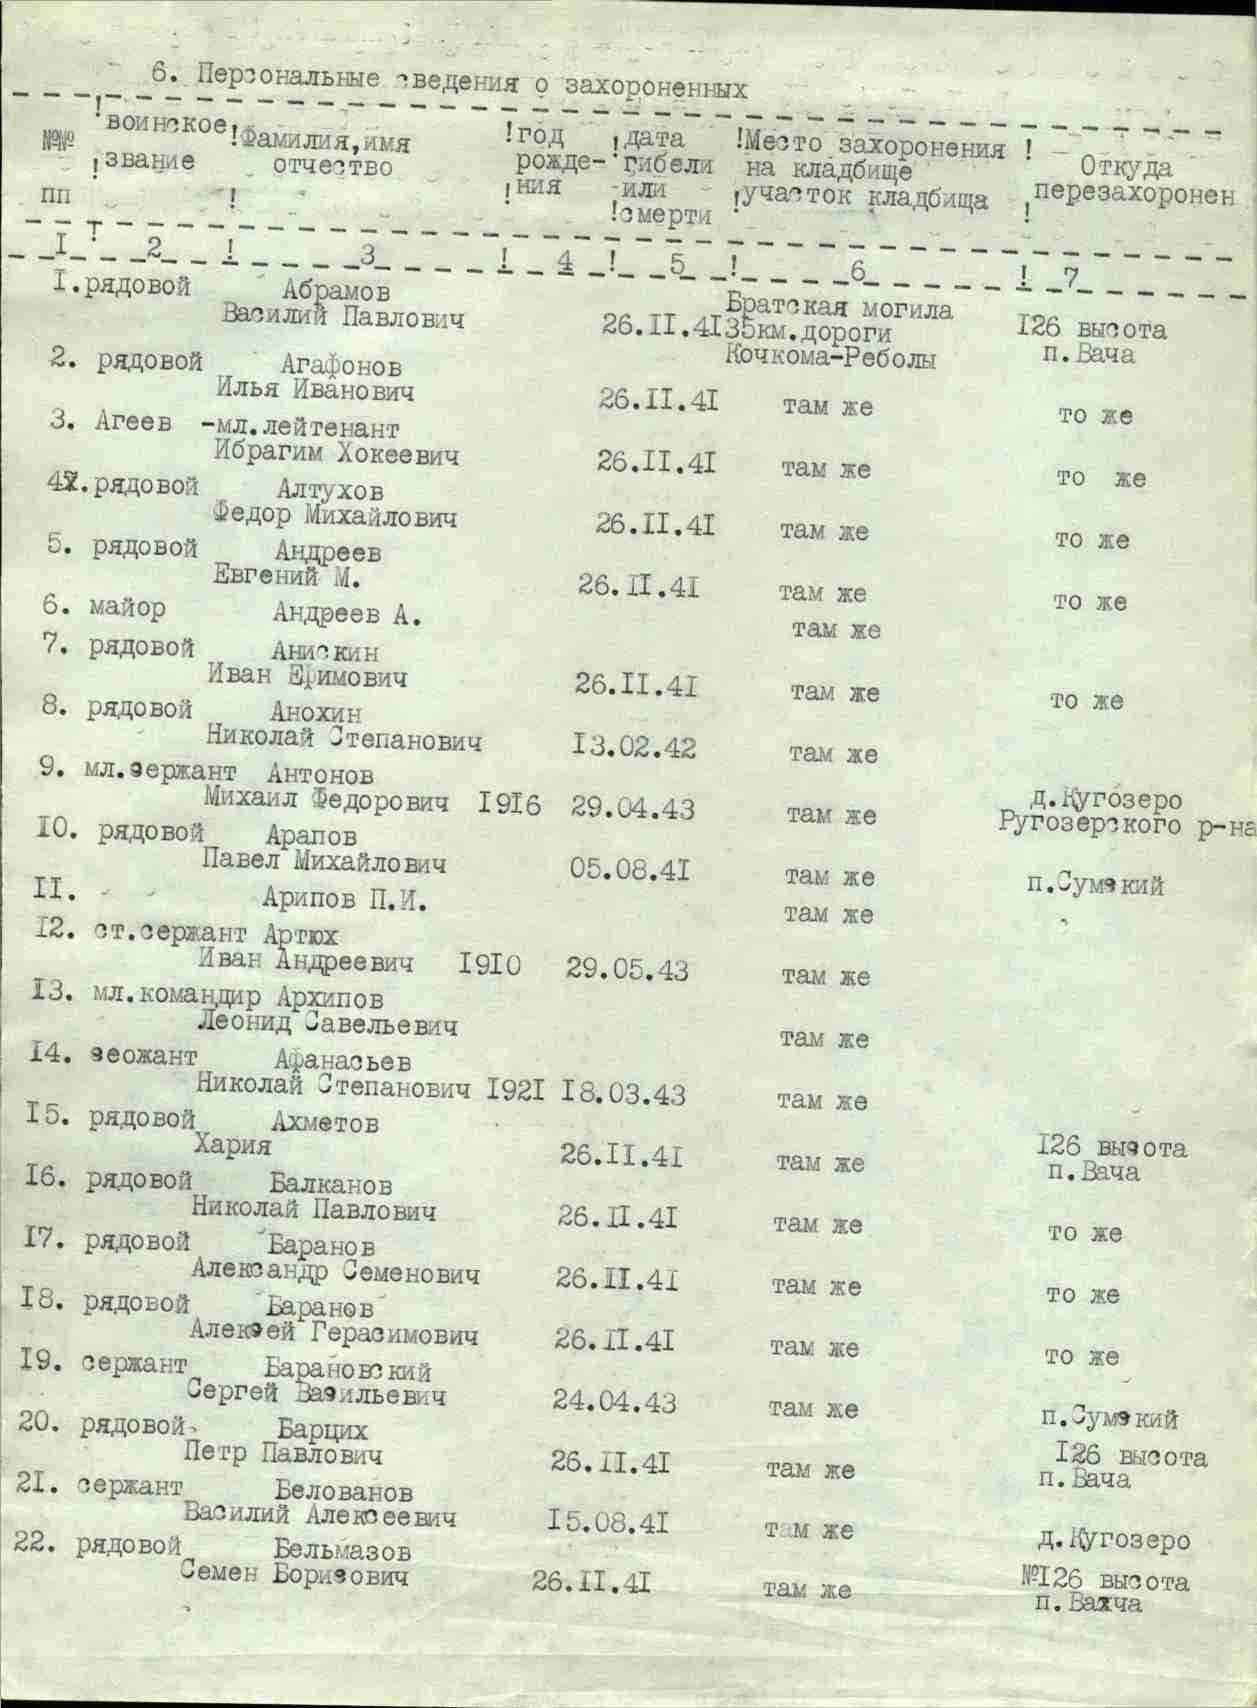 6. Персональные сведения о захороненных
№№ ! воинское ! Фамилия,имя ! год ! дата ! Место захоронения !
! звание отчество рожде- гибели на кладбище Откуда
пп ! ! ния или ! участок кладбища ! перезахоронен
! смерти !
I 2 ! 3 ! 4 ! 5 ! 6 ! 7
I.рядовой Абрамов Братская могила
Василий Павлович 26.II.4I 35км.дороги I26 высота
Кочкома-Реболы п.Вача
2. рядовой Агафонов
Илья Иванович 26.II.4I там же то же
3. Агеев -мл.лейтенант
Ибрагим Хокеевич 26.II.4I там же то же
4. рядовой Алтухов
Федор Михайлович 26.II.4I там же то же
5. рядовой Андреев
Евгений М. 26.II.4I там же то же
6. майор Андреев А. там же
7. рядовой Анискин
Иван Ефимович 26.II.4I там же то же
8. рядовой Анохин
Николай Степанович I3.02.42 там же
9. мл.сержант Антонов
Михаил Федорович I9I6 29.04.43 там же д.Кугозеро
Ругозерского р-на
I0. рядовой Арапов
Павел Михайлович 05.08.4I там же п.Сумский
II. Арипов П.И. там же
I2. ст.сержант Артюх
Иван Андреевич I9I0 29.05.43 там же
I3. мл.командир Архипов
Леонид Савельевич там же
I4. сеожант Афанасьев
Николай Степанович I92I I8.03.43 там же
I5. рядовой Ахметов
Хария 26.II.4I там же I26 высота
п.Вача
I6. рядовой Балканов
Николай Павлович 26.II.4I там же то же
I7. рядовой Баранов
Александр Семенович 26.II.4I там же то же
I8. рядовой Баранов
Алексей Герасимович 26.II.4I там же то же
I9. сержант Барановский
Сергей Васильевич 24.04.43 там же п.Сумский
20. рядовой Барцих
Петр Павлович 26.II.4I там же I26 высота
п.Вача
2I. сержант Белованов
Василий Алексеевич I5.08.4I там же д.Кугозеро
22. рядовой Бельмазов
Семен Борисович 26.II.4I там же №I26 высота
п.Вача